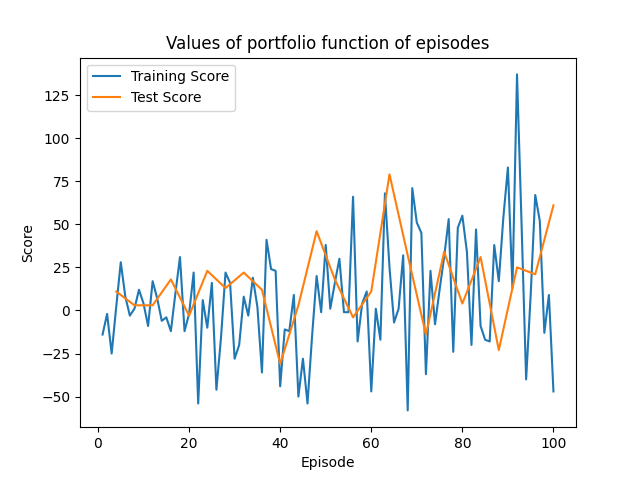 Values of portfolio function of episodes
Training Score
Test Score
125
100
75
50
25
0
−25
−50
Score
0 20 40 60 80 100
Episode